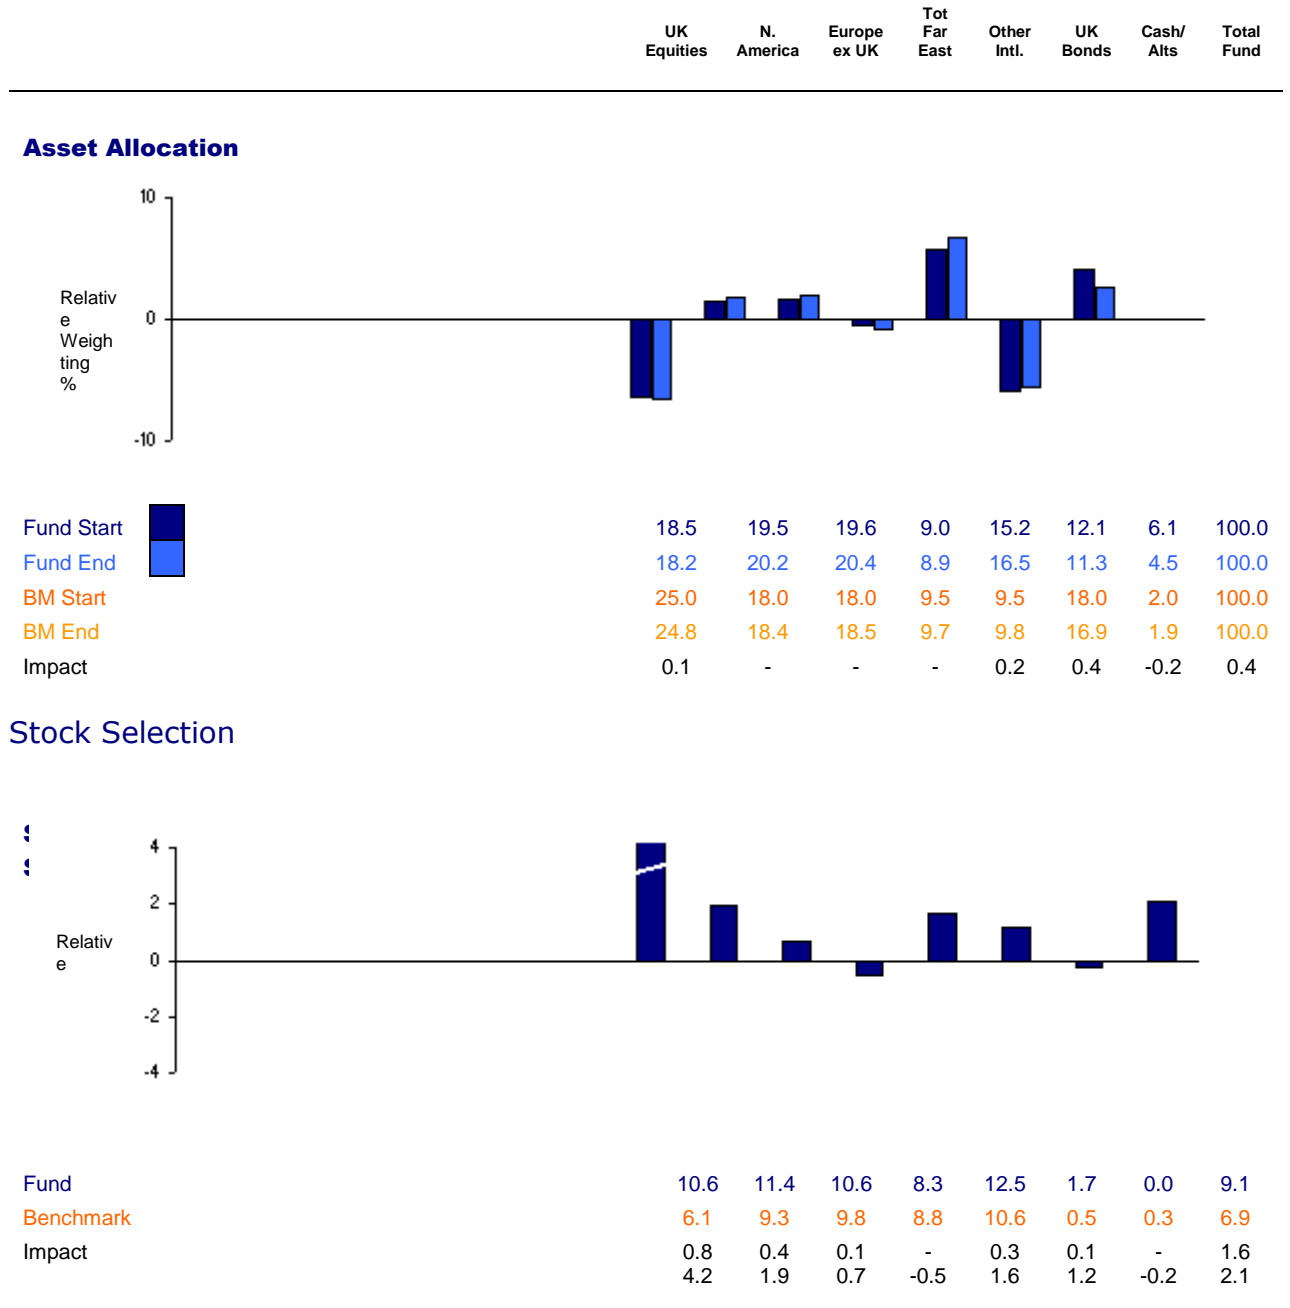 UK Equities N. America Europe ex UK Tot Far East Other Intl. UK Bonds Cash/ Alts Total Fund
Asset Allocation
10
Relativ
e
0
Weigh
ting
%
-10
Fund Start 18.5 19.5 19.6 9.0 15.2 12.1 6.1 100.0
Fund End 18.2 20.2 20.4 8.9 16.5 11.3 4.5 100.0
BM Start 25.0 18.0 18.0 9.5 9.5 18.0 2.0 100.0
BM End 24.8 18.4 18.5 9.7 9.8 16.9 1.9 100.0
Impact 0.1 - - - 0.2 0.4 -0.2 0.4
Stock Selection
4
2
Relativ
e
0
-2
-4
Fund 10.6 11.4 10.6 8.3 12.5 1.7 0.0 9.1
Benchmark 6.1 9.3 9.8 8.8 10.6 0.5 0.3 6.9
Impact 0.8 0.4 0.1 - 0.3 0.1 - 1.6
4.2 1.9 0.7 -0.5 1.6 1.2 -0.2 2.1